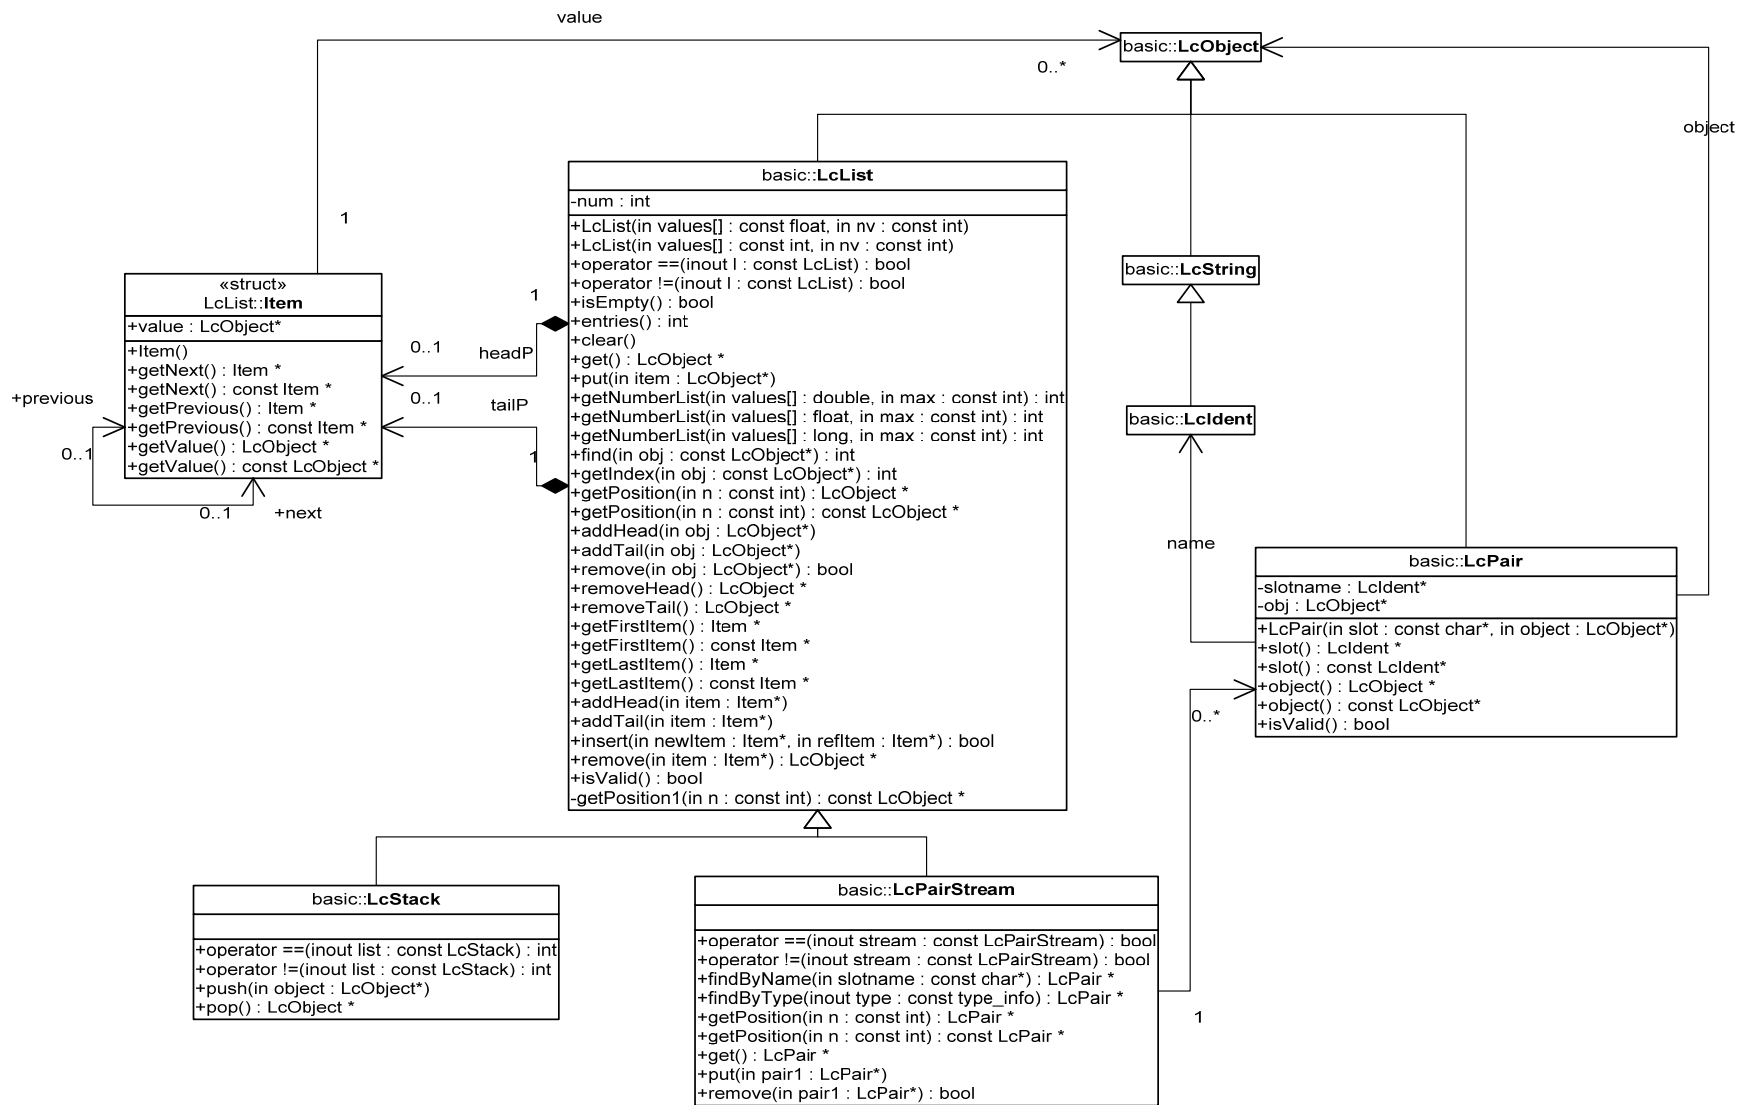 value
basic::LcObject
0..*
object
1
basic::LcList
-num : int
+LcList(in values[] : const float, in nv : const int)
+LcList(in values[] : const int, in nv : const int)
+operator ==(inout l : const LcList) : bool
+operator !=(inout l : const LcList) : bool
+isEmpty() : bool
+entries() : int
+clear()
+get() : LcObject *
+put(in item : LcObject*)
+getNumberList(in values[] : double, in max : const int) : int
+getNumberList(in values[] : float, in max : const int) : int
+getNumberList(in values[] : long, in max : const int) : int
+find(in obj : const LcObject*) : int
+getIndex(in obj : const LcObject*) : int
+getPosition(in n : const int) : LcObject *
+getPosition(in n : const int) : const LcObject *
+addHead(in obj : LcObject*)
+addTail(in obj : LcObject*)
+remove(in obj : LcObject*) : bool
+removeHead() : LcObject *
+removeTail() : LcObject *
+getFirstItem() : Item *
+getFirstItem() : const Item *
+getLastItem() : Item *
+getLastItem() : const Item *
+addHead(in item : Item*)
+addTail(in item : Item*)
+insert(in newItem : Item*, in refItem : Item*) : bool
+remove(in item : Item*) : LcObject *
+isValid() : bool
-getPosition1(in n : const int) : const LcObject *
«struct»
LcList::Item
+value : LcObject*
+Item()
+getNext() : Item *
+getNext() : const Item *
+getPrevious() : Item *
+getPrevious() : const Item *
+getValue() : LcObject *
+getValue() : const LcObject *
1
0..1
headP
0..1
tailP
1
+previous
0..1
0..1
+next
basic::LcString
basic::LcIdent
name
basic::LcPair
-slotname : LcIdent*
-obj : LcObject*
+LcPair(in slot : const char*, in object : LcObject*)
+slot() : LcIdent *
+slot() : const LcIdent*
+object() : LcObject *
+object() : const LcObject*
+isValid() : bool
0..*
1
basic::LcStack
+operator ==(inout list : const LcStack) : int
+operator !=(inout list : const LcStack) : int
+push(in object : LcObject*)
+pop() : LcObject *
basic::LcPairStream
+operator ==(inout stream : const LcPairStream) : bool
+operator !=(inout stream : const LcPairStream) : bool
+findByName(in slotname : const char*) : LcPair *
+findByType(inout type : const type_info) : LcPair *
+getPosition(in n : const int) : LcPair *
+getPosition(in n : const int) : const LcPair *
+get() : LcPair *
+put(in pair1 : LcPair*)
+remove(in pair1 : LcPair*) : bool